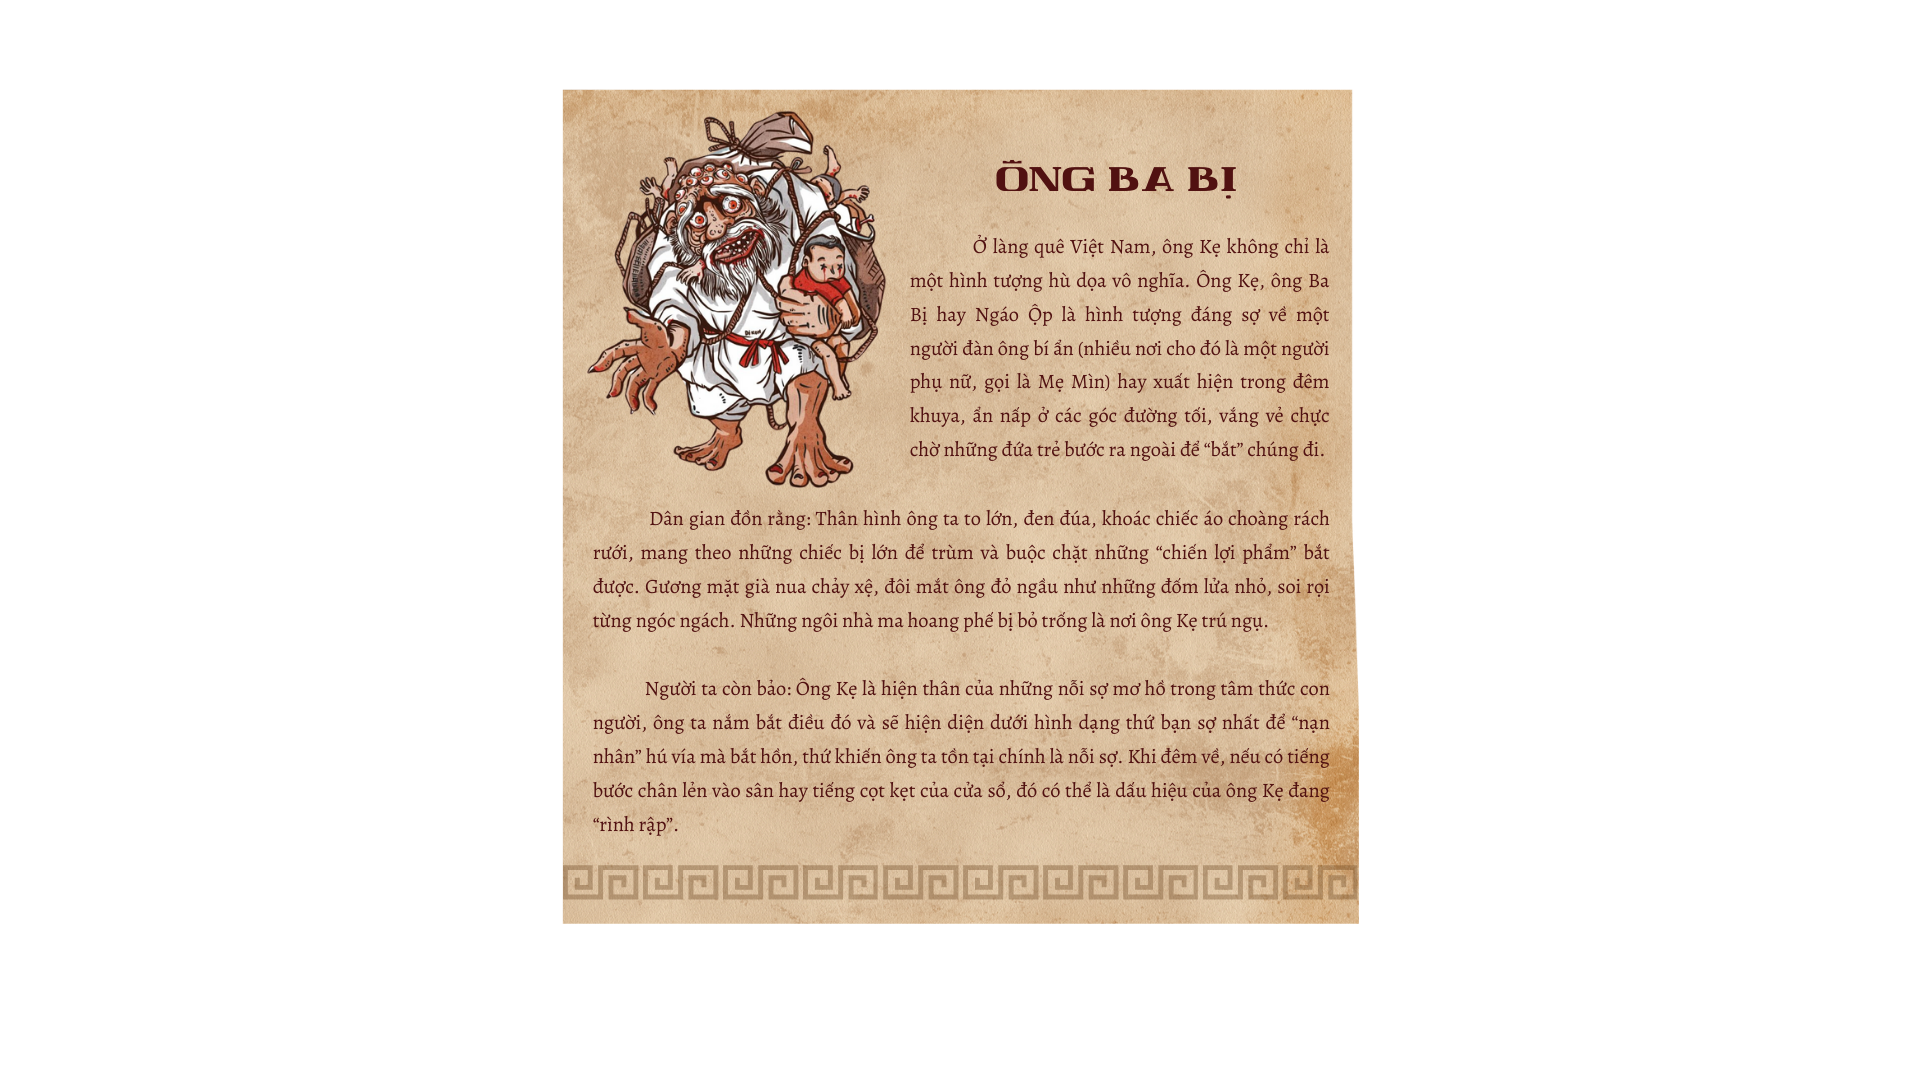 ÔNG BA BỊ
Ở làng quê Việt Nam, ông Kẹ không chỉ là
một hình tượng hù dọa vô nghĩa. Ông Kẹ, ông Ba
Bị hay Ngáo Ộp là hình tượng đáng sợ về một
người đàn ông bí ẩn (nhiều nơi cho đó là một người
phụ nữ, gọi là Mẹ Mìn) hay xuất hiện trong đêm
khuya, ẩn nấp ở các góc đường tối, vắng vẻ chực
chờ những đứa trẻ bước ra ngoài để “bắt” chúng đi.
Dân gian đồn rằng: Thân hình ông ta to lớn, đen đúa, khoác chiếc áo choàng rách
rưới, mang theo những chiếc bị lớn để trùm và buộc chặt những “chiến lợi phẩm” bắt
được. Gương mặt già nua chảy xệ, đôi mắt ông đỏ ngầu như những đốm lửa nhỏ, soi rọi
từng ngóc ngách. Những ngôi nhà ma hoang phế bị bỏ trống là nơi ông Kẹ trú ngụ.
Người ta còn bảo: Ông Kẹ là hiện thân của những nỗi sợ mơ hồ trong tâm thức con
người, ông ta nắm bắt điều đó và sẽ hiện diện dưới hình dạng thứ bạn sợ nhất để “nạn
nhân” hú vía mà bắt hồn, thứ khiến ông ta tồn tại chính là nỗi sợ. Khi đêm về, nếu có tiếng
bước chân lẻn vào sân hay tiếng cọt kẹt của cửa sổ, đó có thể là dấu hiệu của ông Kẹ đang
“rình rập”.